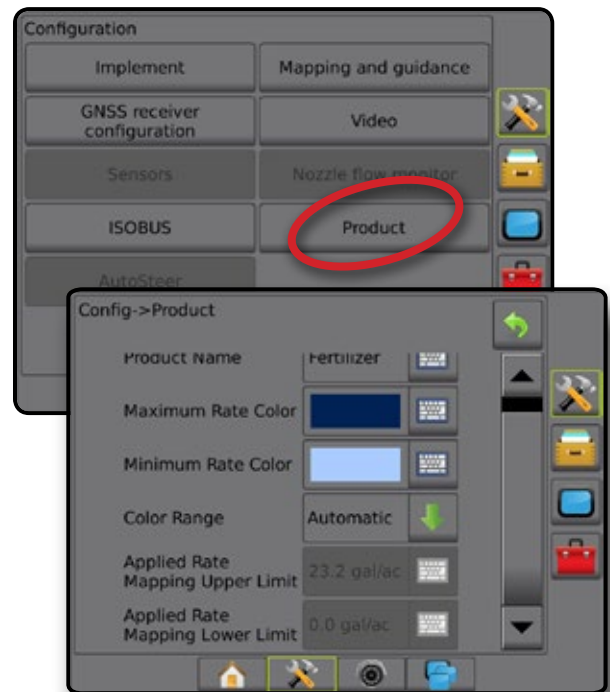 Configuration
Implement
Mapping and guidance
GNSS receiver
configuration
Video
Sensors
Nozzle flow monitor
ISOBUS
Product
AutoSteer
Config->Product
Product Name
Fertilizer
Maximum Rate Color
Minimum Rate Color
Color Range
Automatic
Applied Rate
Mapping Upper Limit
23.2 gal/ac
Applied Rate
Mapping Lower Limit
0.0 gal/ac